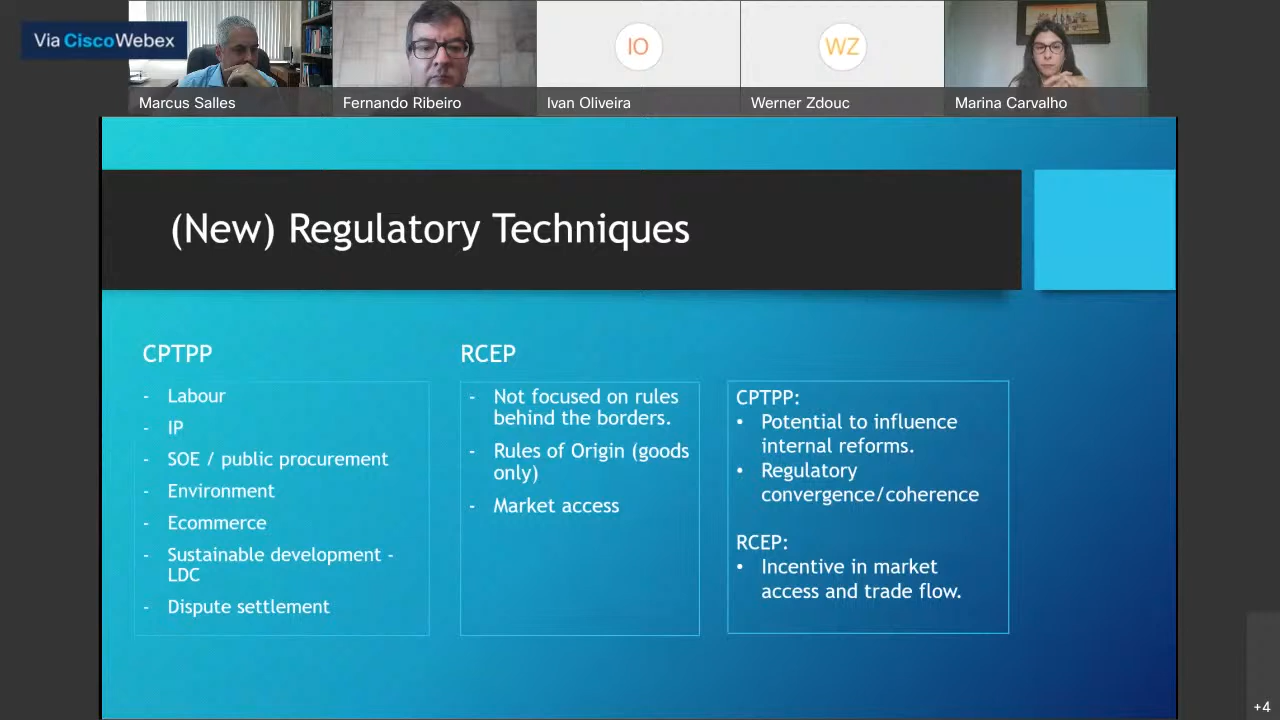 Via Cisco Webex
IO
WZ
Marcus Salles
Fernando Ribeiro
Ivan Oliveira
Werner Zdouc
Marina Carvalho
(New) Regulatory Techniques
CPTPP
- Labour
- IP
- SOE / public procurement
- Environment
- Ecommerce
- Sustainable development -
LDC
- Dispute settlement
RCEP
- Not focused on rules
behind the borders.
- Rules of Origin (goods
only)
- Market access
CPTPP:
• Potential to influence
internal reforms.
• Regulatory
convergence/coherence
RCEP:
• Incentive in market
access and trade flow.
+4